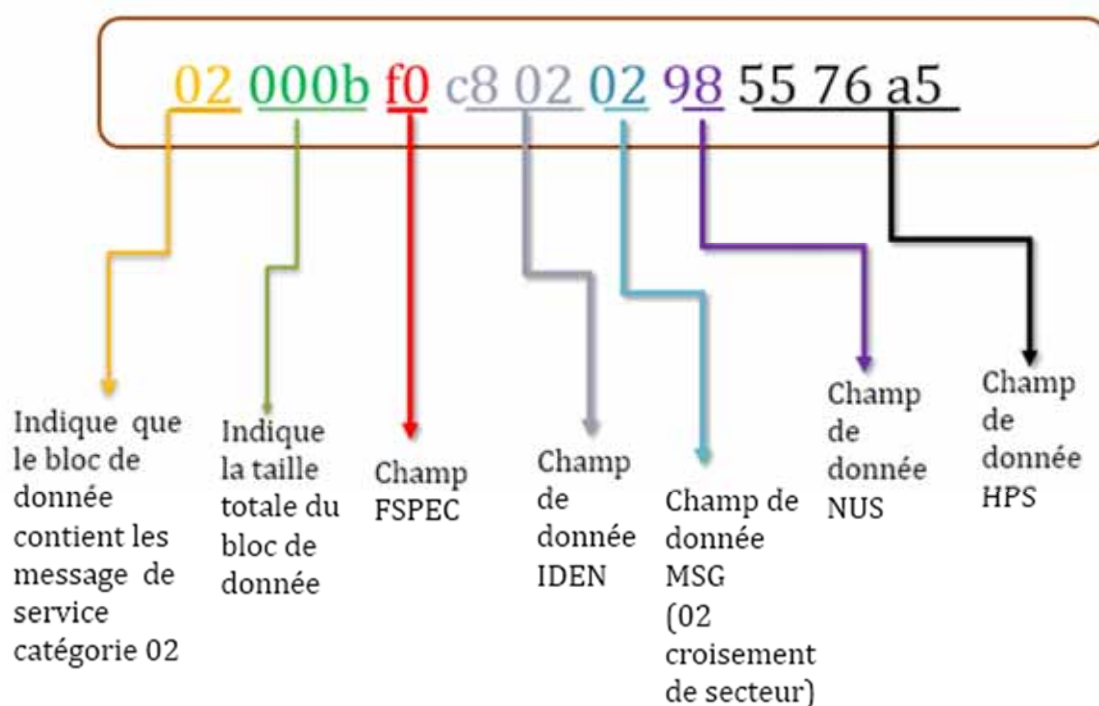 02 000b f0 c8 02 02 98 55 76 a5
Indique que
le bloc de
donnée
contient les
message de
service
catégorie 02
Indique
la taille
totale du
bloc de
donnée
Champ
FSPEC
Champ
de
donnée
IDEN
Champ de
donnée
MSG
(02
croisement
de secteur)
Champ
de
donnée
NUS
Champ
de
donnée
HPS